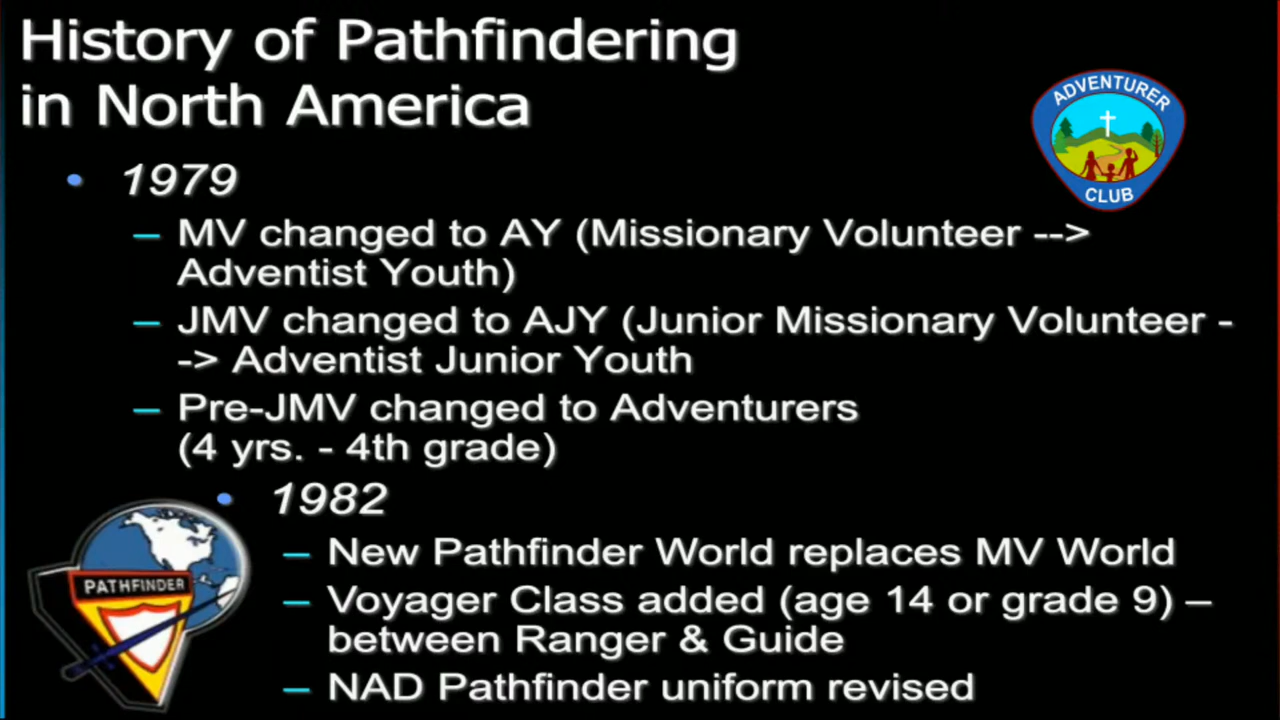 History of Pathfindering
in North America
ADVENTURER
CLUB
• 1979
– MV changed to AY (Missionary Volunteer -->
Adventist Youth)
– JMV changed to AJY (Junior Missionary Volunteer -
-> Adventist Junior Youth
– Pre-JMV changed to Adventurers
(4 yrs. - 4th grade)
• 1982
– New Pathfinder World replaces MV World
PATHFINDER
– Voyager Class added (age 14 or grade 9) –
between Ranger & Guide
– NAD Pathfinder uniform revised